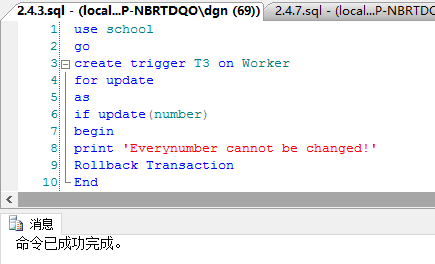 2.4.3.sql - (local...P-NBRTDQO\dgn (69)) 2.4.7.sql - (local...P-NBRTDQ
1 use school
2 go
3 create trigger T3 on Worker
4 for update
5 as
6 if update(number)
7 begin
8 print 'Everynumber cannot be changed!'
9 Rollback Transaction
10 End
消息
命令已成功完成。